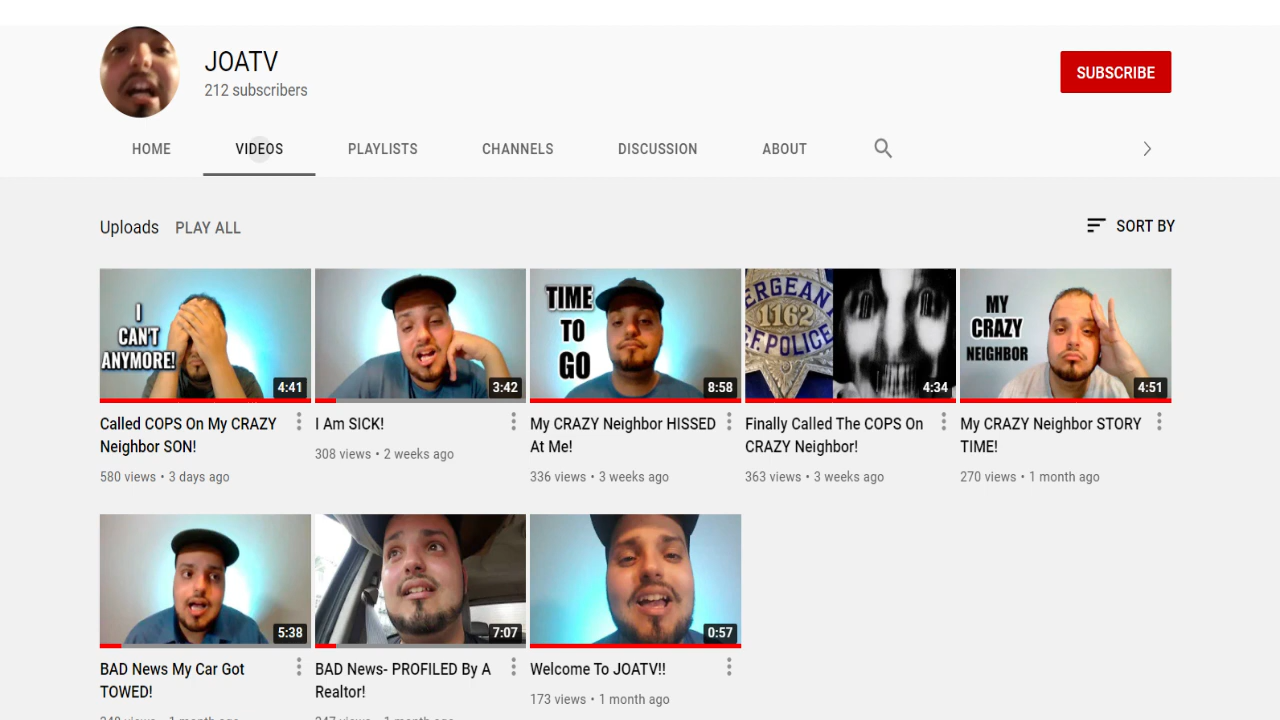 JOATV
212 subscribers
SUBSCRIBE
HOME
VIDEOS
PLAYLISTS
CHANNELS
DISCUSSION
ABOUT
Uploads
PLAY ALL
SORT BY
I
CAN'T
ANYMORE!
4:41
3:42
TIME
TO
GO
8:58
ERGEAN
1162
F.POLICE
4:34
MY
CRAZY
NEIGHBOR
4:51
Called COPS On My CRAZY
Neighbor SON!
580 views • 3 days ago
I Am SICK!
308 views • 2 weeks ago
My CRAZY Neighbor HISSED
At Me!
336 views • 3 weeks ago
Finally Called The COPS On
CRAZY Neighbor!
363 views • 3 weeks ago
My CRAZY Neighbor STORY
TIME!
270 views • 1 month ago
5:38
7:07
0:57
BAD News My Car Got
TOWED!
BAD News- PROFILED By A
Realtor!
Welcome To JOATV!!
173 views • 1 month ago